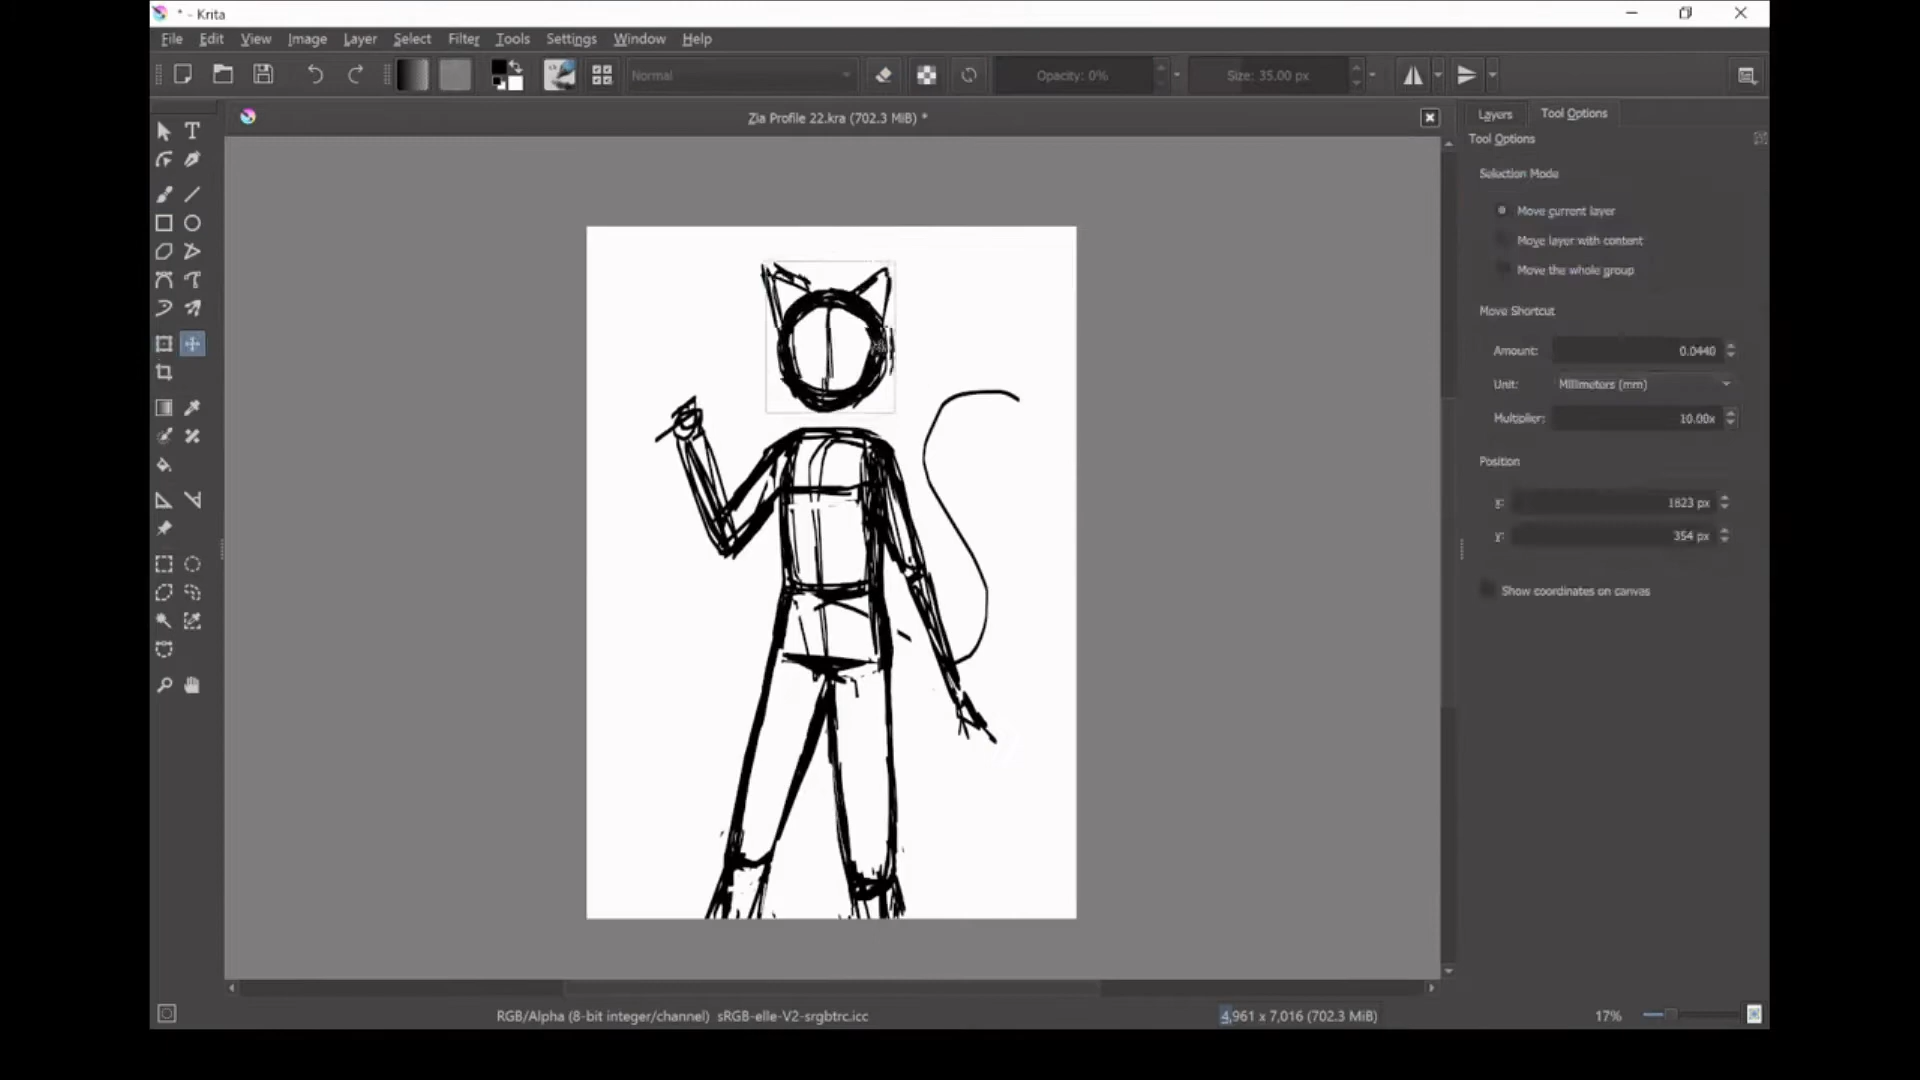 * - Krita
File Edit View Image Layer Select Filter Tools Settings Window Help
Normal Opacity: 0% Size: 35.00 px
Zia Profile 22.kra (702.3 MiB) *
Layers Tool Options
Tool Options
Selection Mode
Move current layer
Move layer with content
Move the whole group
Move Shortcut
Amount: 0.0440
Unit: Millimeters (mm)
Multiplier: 10.00x
Position
x: 1823 px
y: 354 px
Show coordinates on canvas
RGB/Alpha (8-bit integer/channel) sRGB-elle-V2-srgbtrc.icc 4,961 x 7,016 (702.3 MiB) 17%